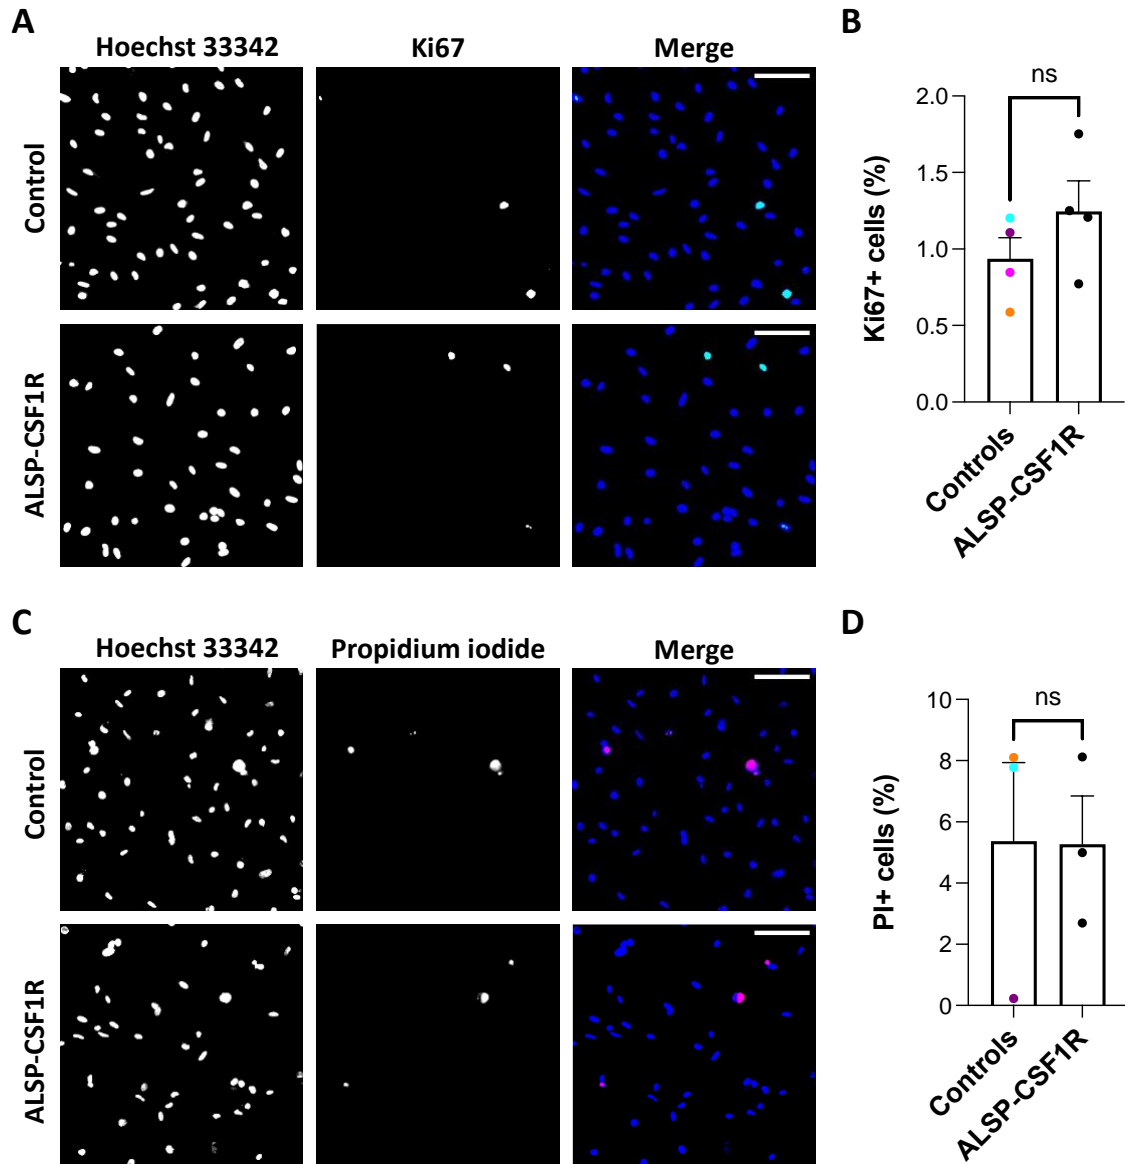 A
Hoechst 33342
Ki67
Merge
Control
ALSP-CSF1R
B
ns
2.0
1.5
1.0
0.5
0.0
Ki67+ cells (%)
Controls
ALSP-CSF1R
C
Hoechst 33342
Propidium iodide
Merge
Control
ALSP-CSF1R
D
ns
10
8
6
4
2
0
PI+ cells (%)
Controls
ALSP-CSF1R